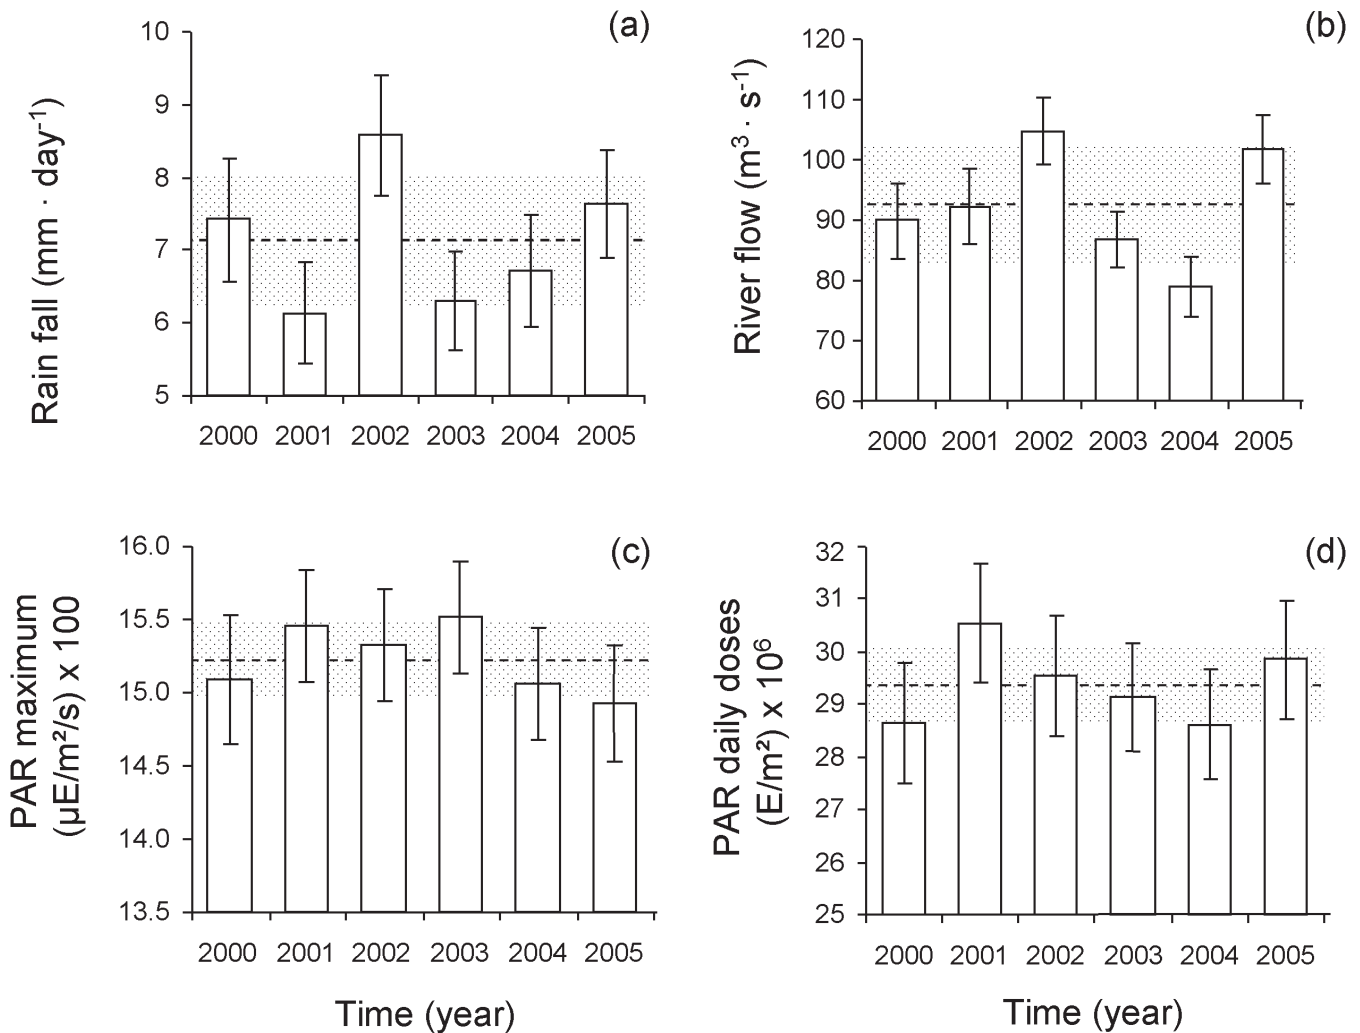 (a)
Rain fall (mm · day⁻¹)
10
9
8
7
6
5
2000 2001 2002 2003 2004 2005
(b)
River flow (m³ · s⁻¹)
120
110
100
90
80
70
60
2000 2001 2002 2003 2004 2005
(c)
PAR maximum
(µE/m²/s) x 100
16.0
15.5
15.0
14.5
14.0
13.5
2000 2001 2002 2003 2004 2005
Time (year)
(d)
PAR daily doses
(E/m²) x 10⁶
32
31
30
29
28
27
26
25
2000 2001 2002 2003 2004 2005
Time (year)